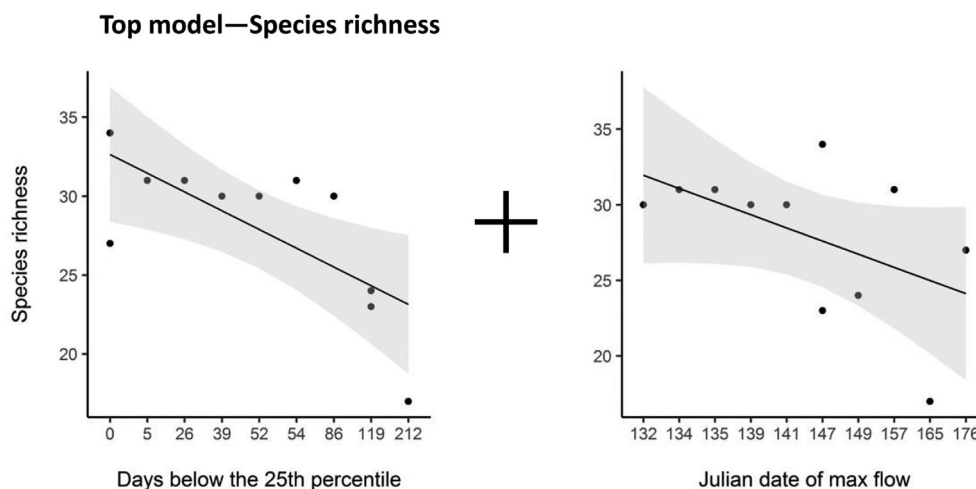 Top model—Species richness
Species richness
35
30
25
20
0 5 26 39 52 54 86 119 212
Days below the 25th percentile
+
35
30
25
20
132 134 135 139 141 147 149 157 165 176
Julian date of max flow